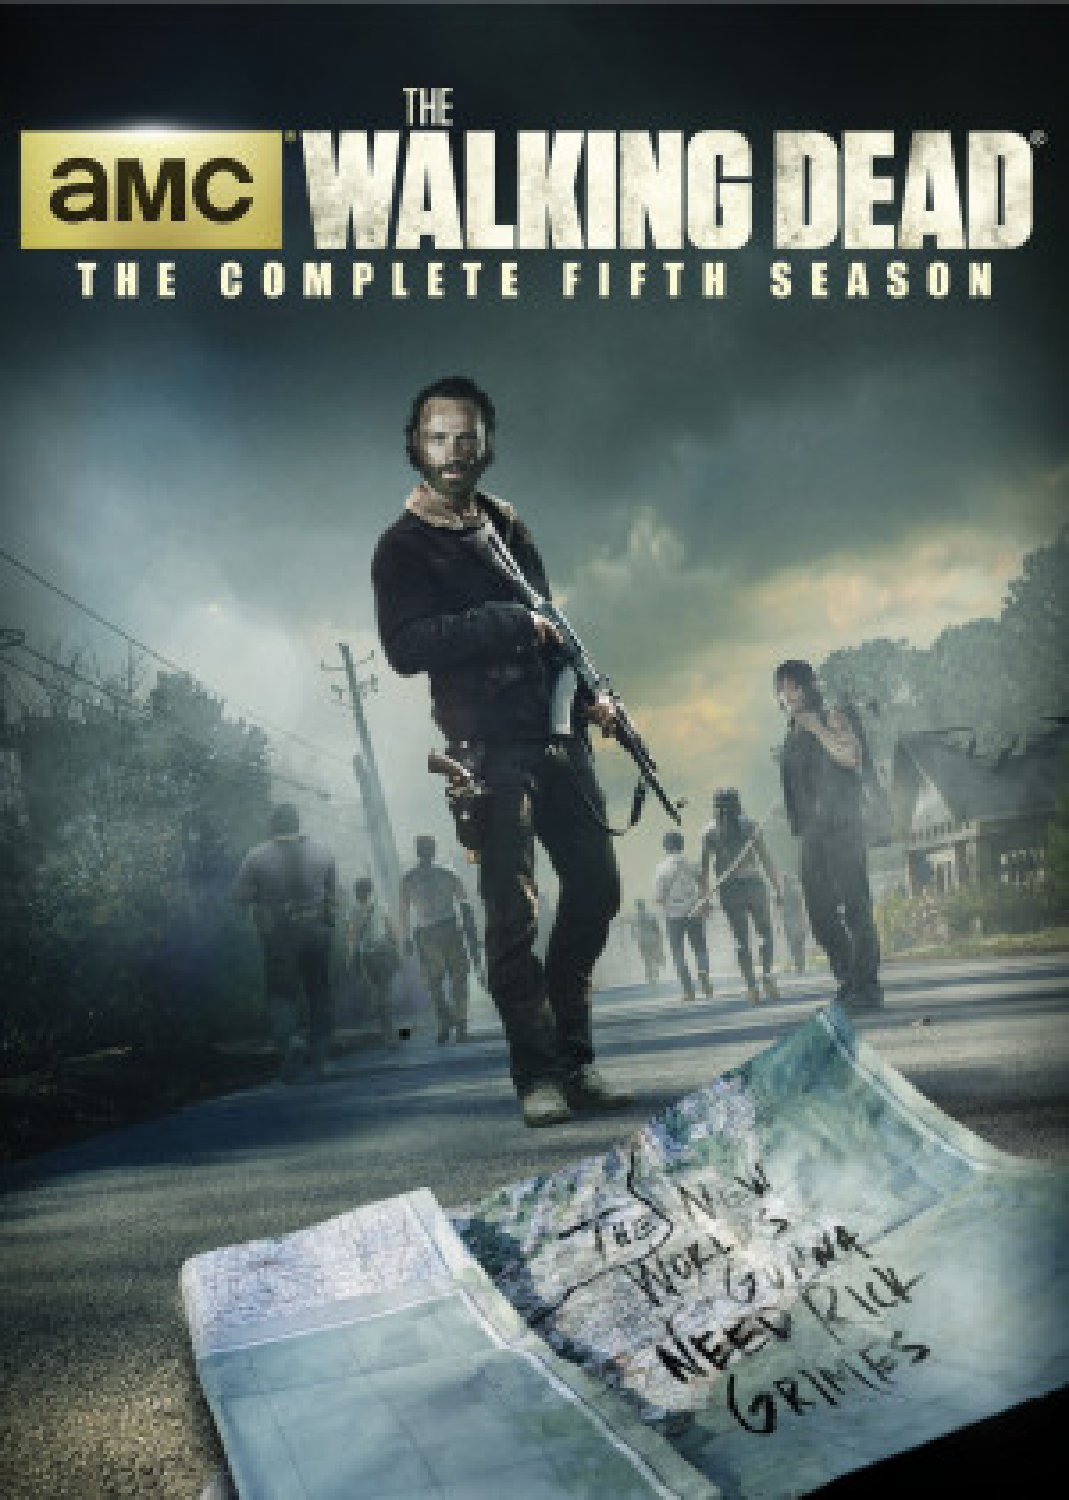 THE
aMC WALKING DEAD®
THE COMPLETE FIFTH SEASON
THE NEW
WORLD'S
GONNA
NEED RICK
GRIMES